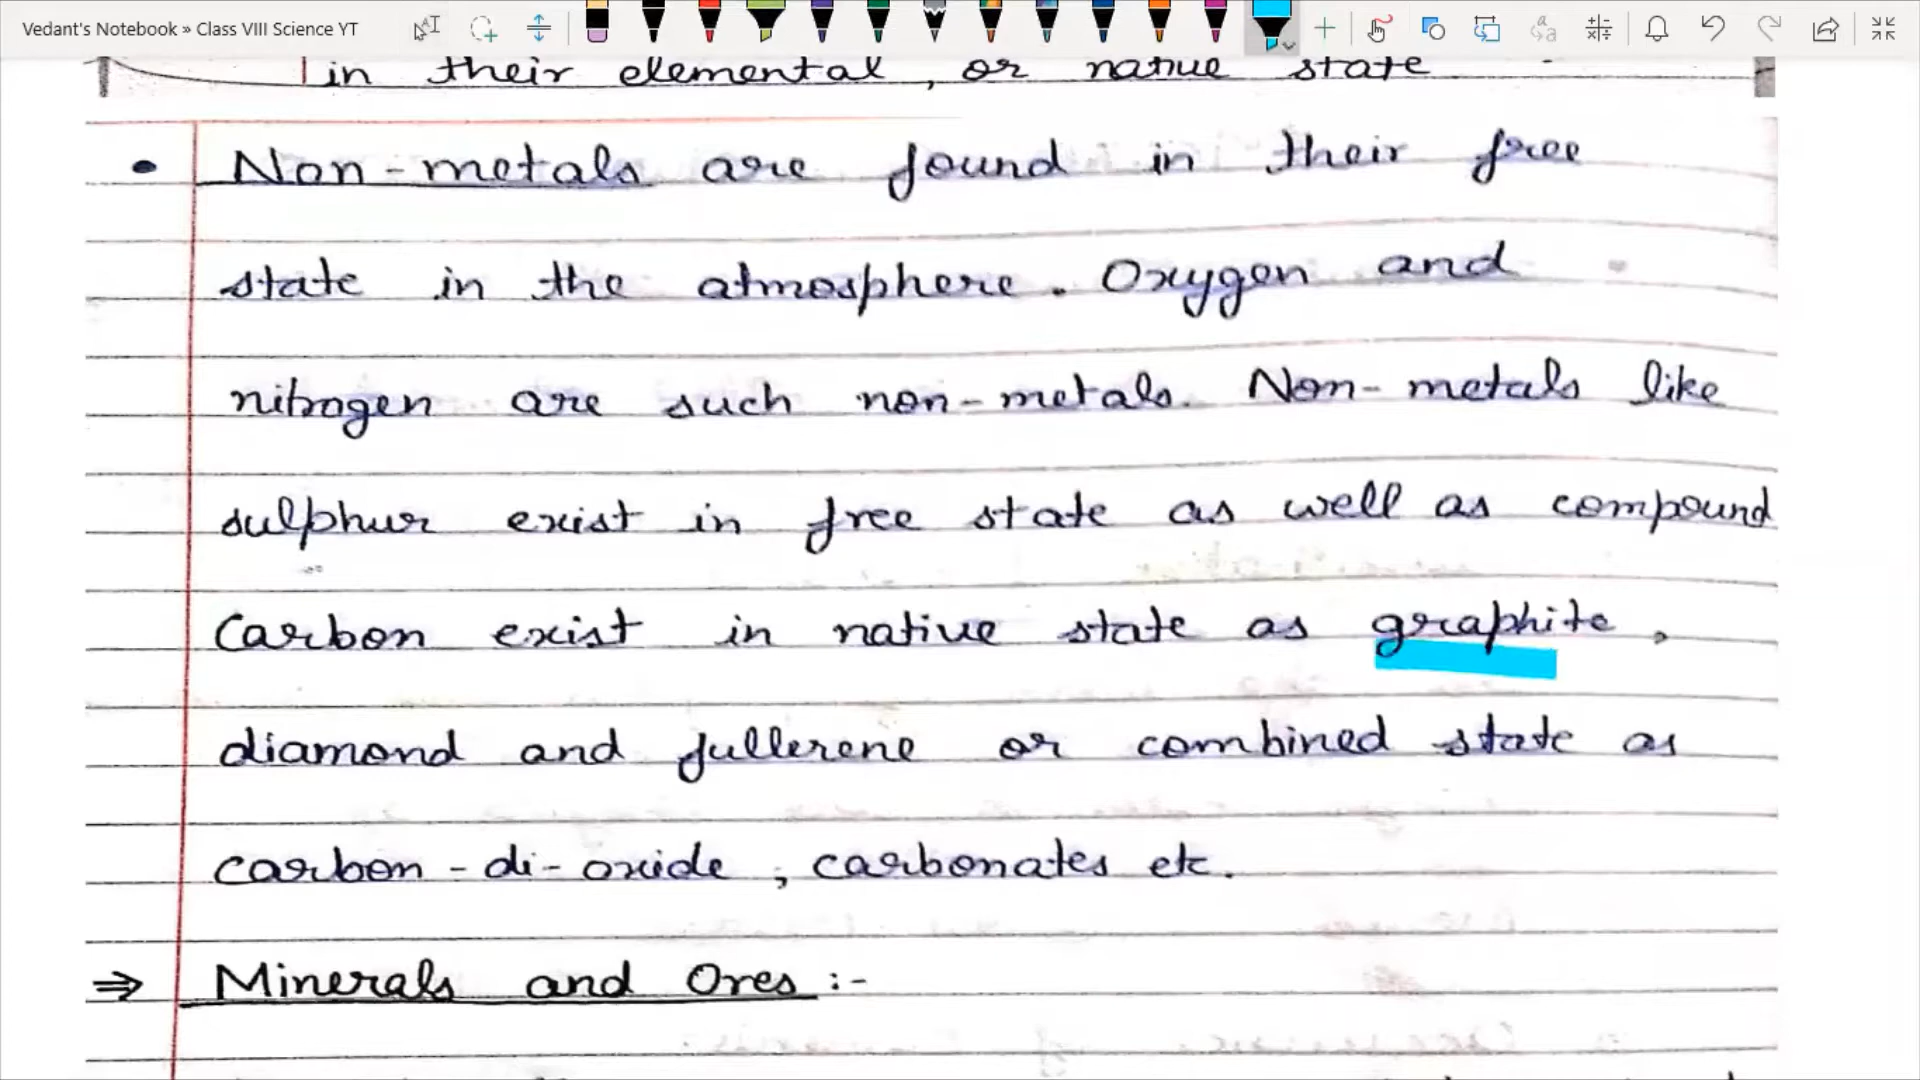 Vedant's Notebook » Class VIII Science YT
in their elemental, or native state
• Non-metals are found in their free
state in the atmosphere. Oxygen and
nitrogen are such non-metals. Non-metals like
sulphur exist in free state as well as compound
Carbon exist in native state as graphite,
diamond and fullerene or combined state as
carbon-di-oxide, carbonates etc.
⇒ Minerals and Ores :-